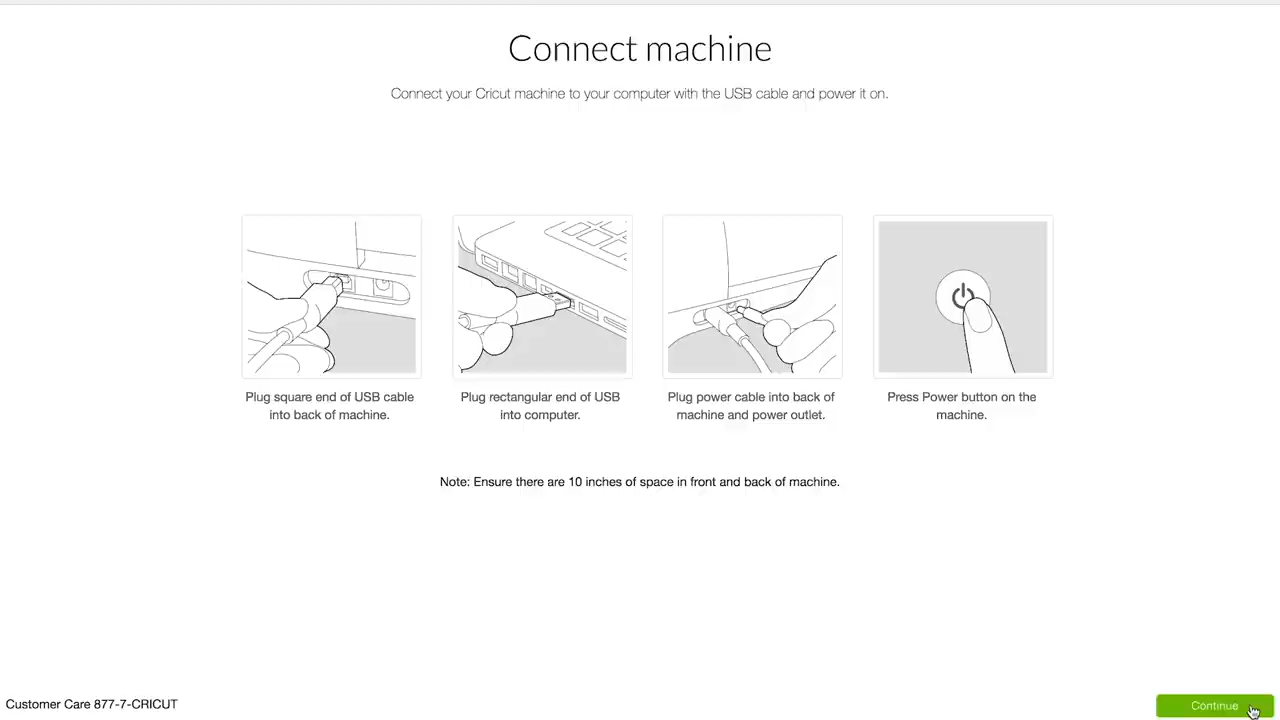 Connect machine
Connect your Cricut machine to your computer with the USB cable and power it on.
Plug square end of USB cable
into back of machine.
Plug rectangular end of USB
into computer.
Plug power cable into back of
machine and power outlet.
Press Power button on the
machine.
Note: Ensure there are 10 inches of space in front and back of machine.
Customer Care 877-7-CRICUT
Continue